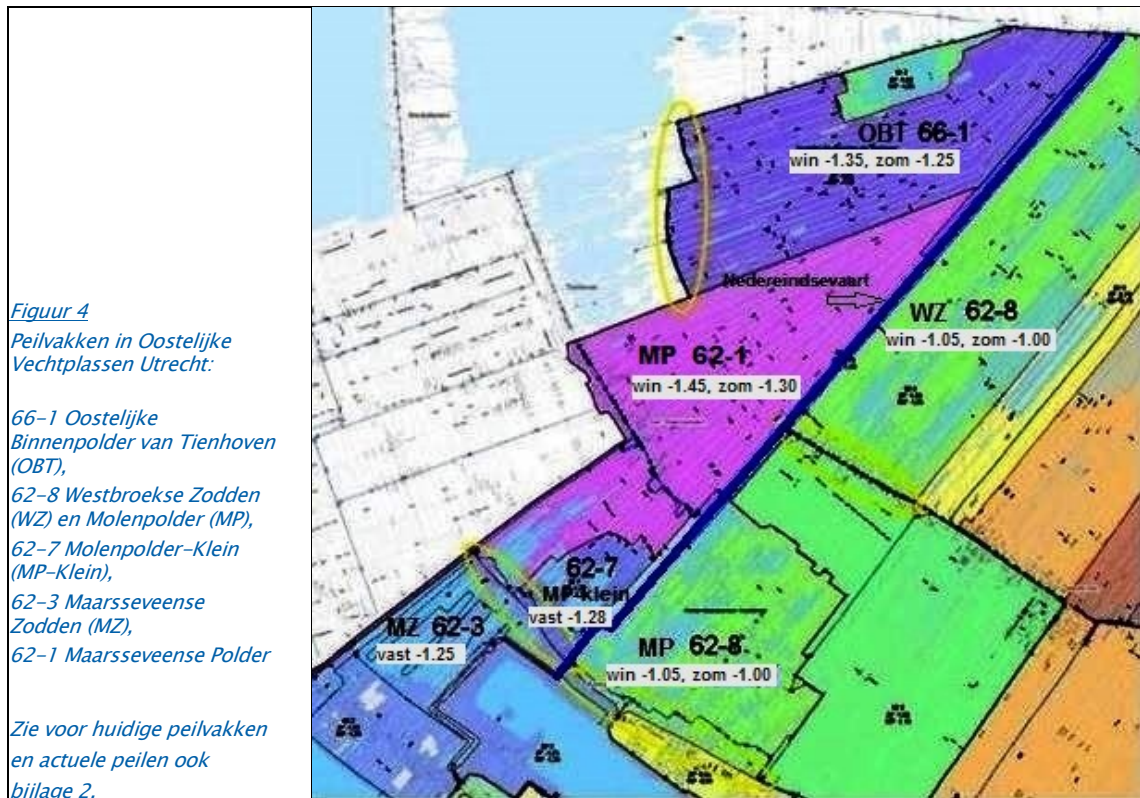 Figuur 4
Peilvakken in Oostelijke
Vechtplassen Utrecht:
66-1 Oostelijke
Binnenpolder van Tienhoven
(OBT),
62-8 Westbroekse Zodden
(WZ) en Molenpolder (MP),
62-7 Molenpolder-Klein
(MP-Klein),
62-3 Maarsseveense
Zodden (MZ),
62-1 Maarsseveense Polder
Zie voor huidige peilvakken
en actuele peilen ook
bijlage 2.
OBT 66-1
win -1.35, zom -1.25
Nedereindsevaart
WZ 62-8
win -1.05, zom -1.00
MP 62-1
win -1.45, zom -1.30
62-7
MP-klein
vast -1.28
MZ 62-3
vast -1.25
MP 62-8
win -1.05, zom -1.00